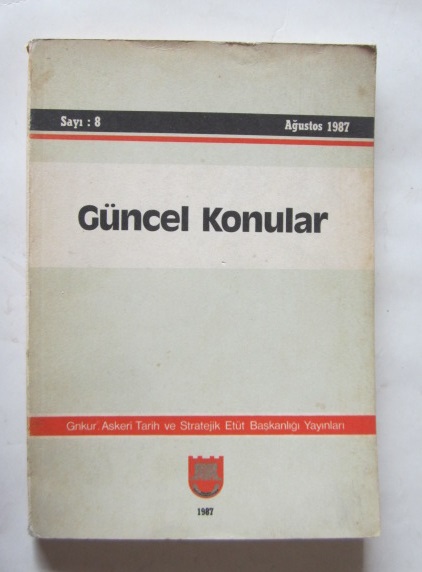 Sayı : 8 Ağustos 1987
Güncel Konular
Gnkur. Askeri Tarih ve Stratejik Etüt Başkanlığı Yayınları
1987